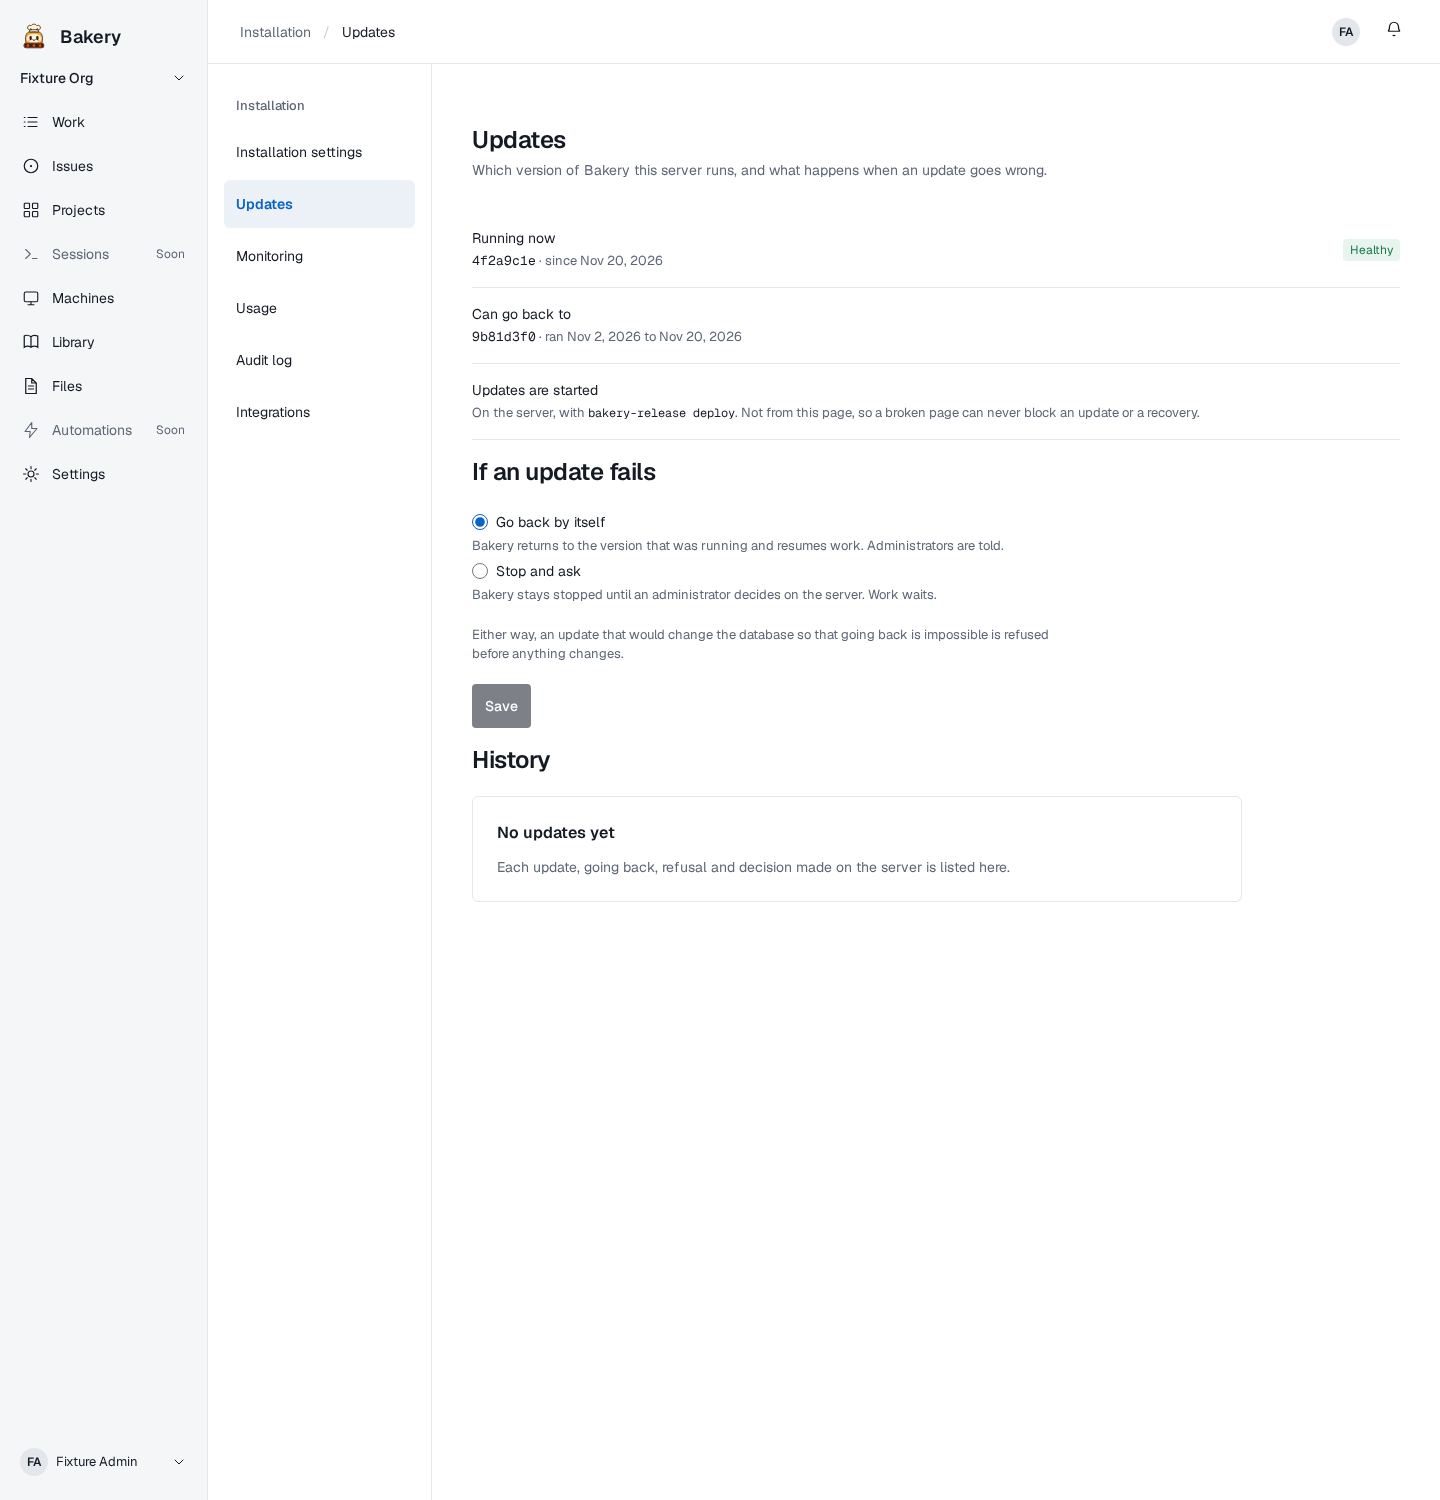 Bakery
Fixture Org
Work
Issues
Projects
Sessions Soon
Machines
Library
Files
Automations Soon
Settings
FA Fixture Admin
Installation / Updates
FA
Installation
Installation settings
Updates
Monitoring
Usage
Audit log
Integrations
Updates
Which version of Bakery this server runs, and what happens when an update goes wrong.
Running now
4f2a9c1e · since Nov 20, 2026
Healthy
Can go back to
9b81d3f0 · ran Nov 2, 2026 to Nov 20, 2026
Updates are started
On the server, with bakery-release deploy. Not from this page, so a broken page can never block an update or a recovery.
If an update fails
Go back by itself
Bakery returns to the version that was running and resumes work. Administrators are told.
Stop and ask
Bakery stays stopped until an administrator decides on the server. Work waits.
Either way, an update that would change the database so that going back is impossible is refused
before anything changes.
Save
History
No updates yet
Each update, going back, refusal and decision made on the server is listed here.